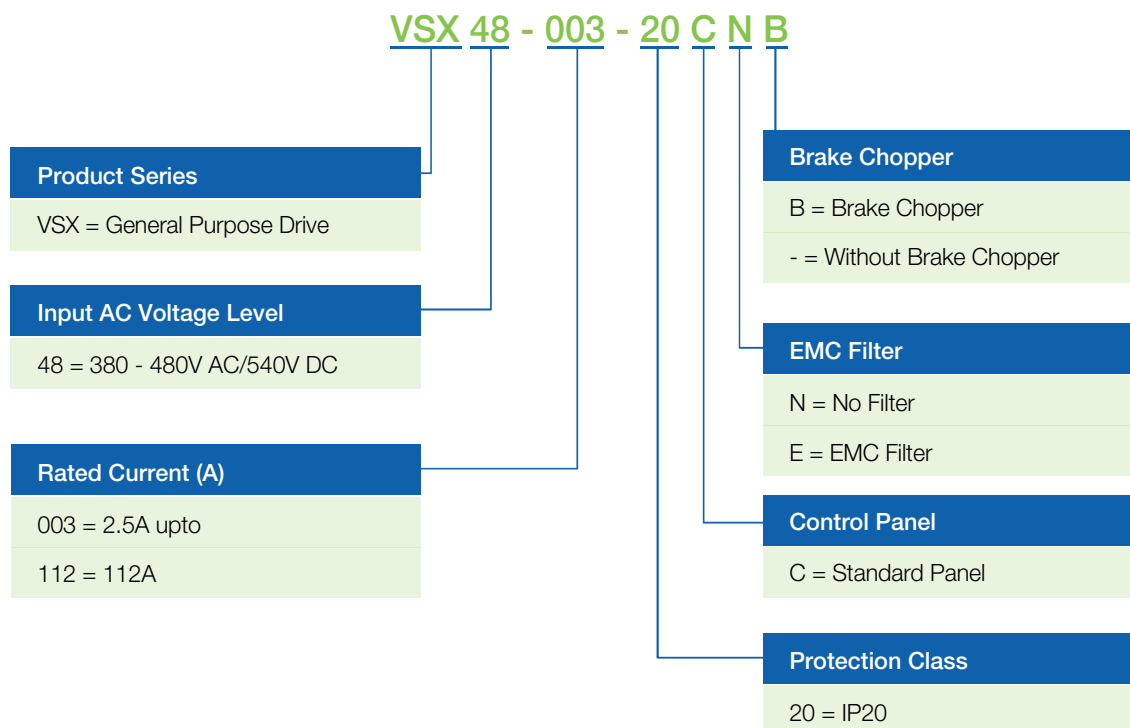 VSX 48 - 003 - 20 C N B
Product Series
VSX = General Purpose Drive
Input AC Voltage Level
48 = 380 - 480V AC/540V DC
Rated Current (A)
003 = 2.5A upto
112 = 112A
Brake Chopper
B = Brake Chopper
- = Without Brake Chopper
EMC Filter
N = No Filter
E = EMC Filter
Control Panel
C = Standard Panel
Protection Class
20 = IP20